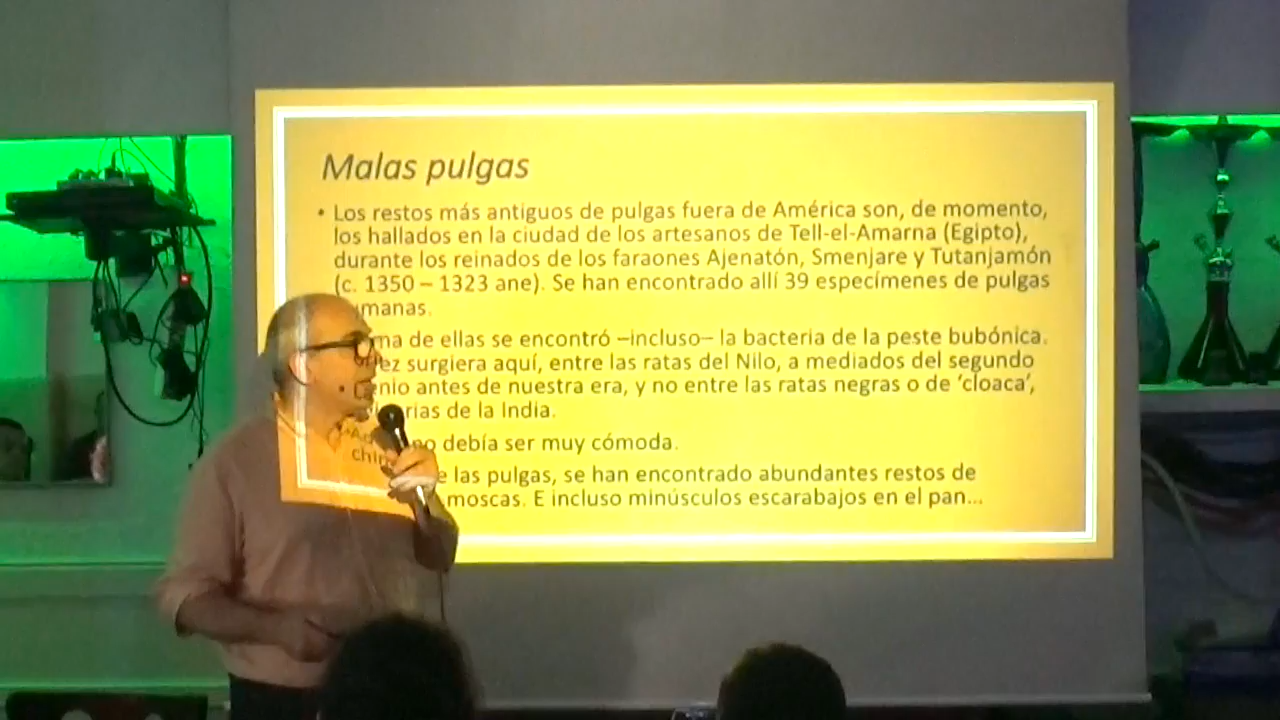 Malas pulgas
• Los restos más antiguos de pulgas fuera de América son, de momento,
los hallados en la ciudad de los artesanos de Tell-el-Amarna (Egipto),
durante los reinados de los faraones Ajenatón, Smenjare y Tutanjamón
(c. 1350 – 1323 ane). Se han encontrado allí 39 especímenes de pulgas
manas.
de ellas se encontró –incluso– la bacteria de la peste bubónica.
surgiera aquí, entre las ratas del Nilo, a mediados del segundo
antes de nuestra era, y no entre las ratas negras o de ‘cloaca’,
de la India.
no debía ser muy cómoda.
las pulgas, se han encontrado abundantes restos de
moscas. E incluso minúsculos escarabajos en el pan...